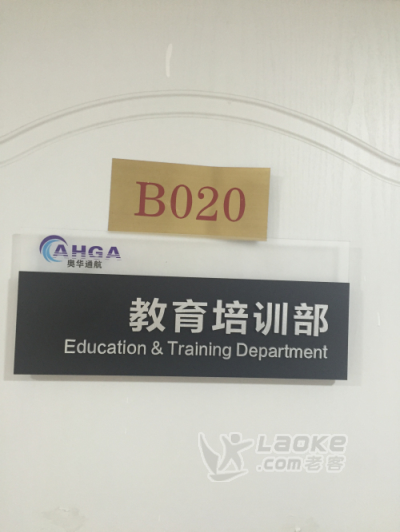 B020
AHGA
奥华通航
教育培训部
Education & Training Department
Laoke
.com老客